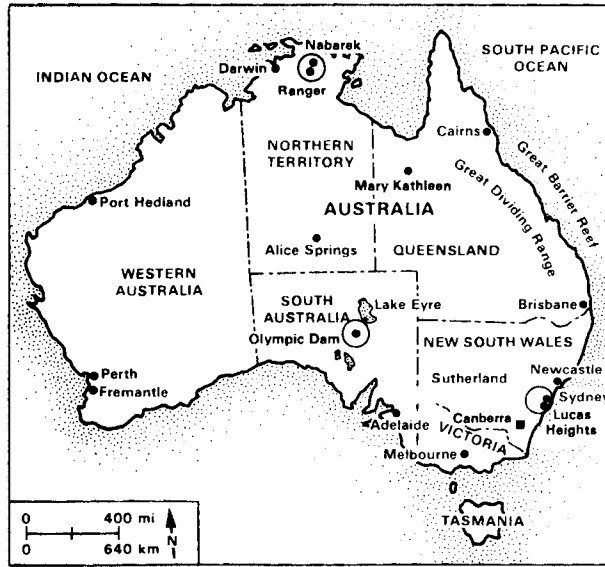 Nabarek
SOUTH PACIFIC
OCEAN
INDIAN OCEAN
Darwin
Ranger
Cairns
NORTHERN
TERRITORY
Great Barrier Reef
Mary Kathleen
Great Dividing Range
Port Hedland
AUSTRALIA
Alice Springs
QUEENSLAND
WESTERN
AUSTRALIA
SOUTH
AUSTRALIA
Lake Eyre
Brisbane
Olympic Dam
NEW SOUTH WALES
Newcastle
Perth
Sutherland
Fremantle
Sydney
Lucas
Heights
Adelaide
Canberra
VICTORIA
Melbourne
0 400 mi
0 640 km
N
TASMANIA